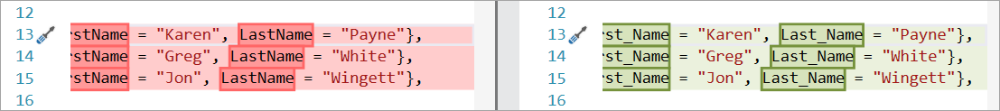 12
13 rstName = "Karen", LastName = "Payne"},
14 rstName = "Greg", LastName = "White"},
15 rstName = "Jon", LastName = "Wingett"},
16
12
13 rst_Name = "Karen", Last_Name = "Payne"},
14 rst_Name = "Greg", Last_Name = "White"},
15 rst_Name = "Jon", Last_Name = "Wingett"},
16